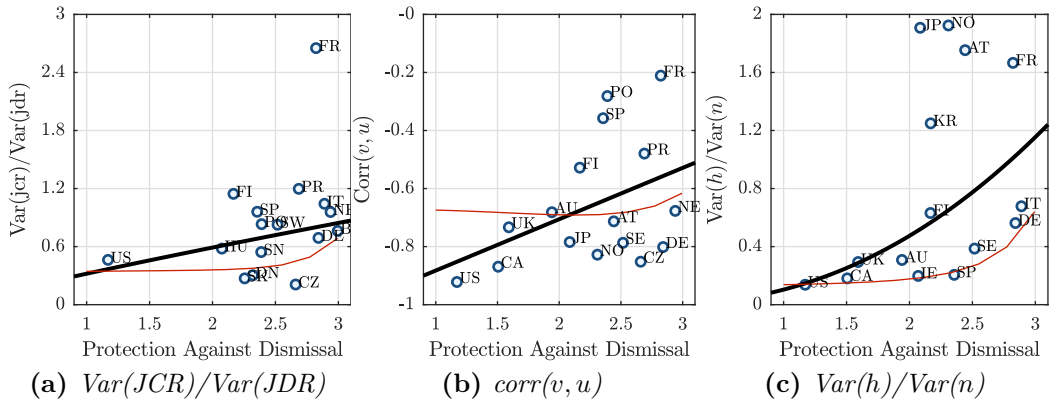 3
2.4
1.8
1.2
0.6
0
Var(jcr)/Var(jdr)
FR
FI
PR
SP
IT
NE
SW
DE
HU
SN
US
CZ
1
1.5
2
2.5
3
Protection Against Dismissal
(a) Var(JCR)/Var(JDR)
-0
-0.2
-0.4
-0.6
-0.8
-1
Corr(v, u)
FR
PO
SP
PR
FI
AU
NE
AT
UK
JP
SE
DE
NO
CZ
CA
US
1
1.5
2
2.5
3
Protection Against Dismissal
(b) corr(v, u)
2
1.6
1.2
0.8
0.4
0
Var(h)/Var(n)
JP
NO
AT
FR
KR
FI
IT
DE
SE
UK
AU
CA
IE
SP
US
1
1.5
2
2.5
3
Protection Against Dismissal
(c) Var(h)/Var(n)